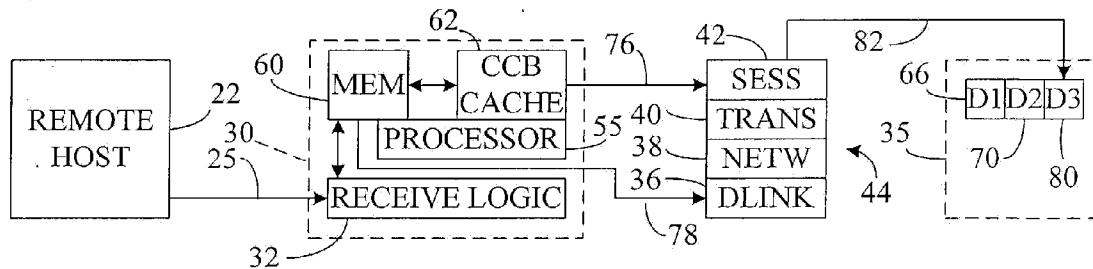 62
42
76
82
60
MEM
CCB
CACHE
SESS
66
D1 D2 D3
22
REMOTE
HOST
40
TRANS
PROCESSOR
30
55
38
NETW
35
70
80
25
36
44
RECEIVE LOGIC
DLINK
32
78